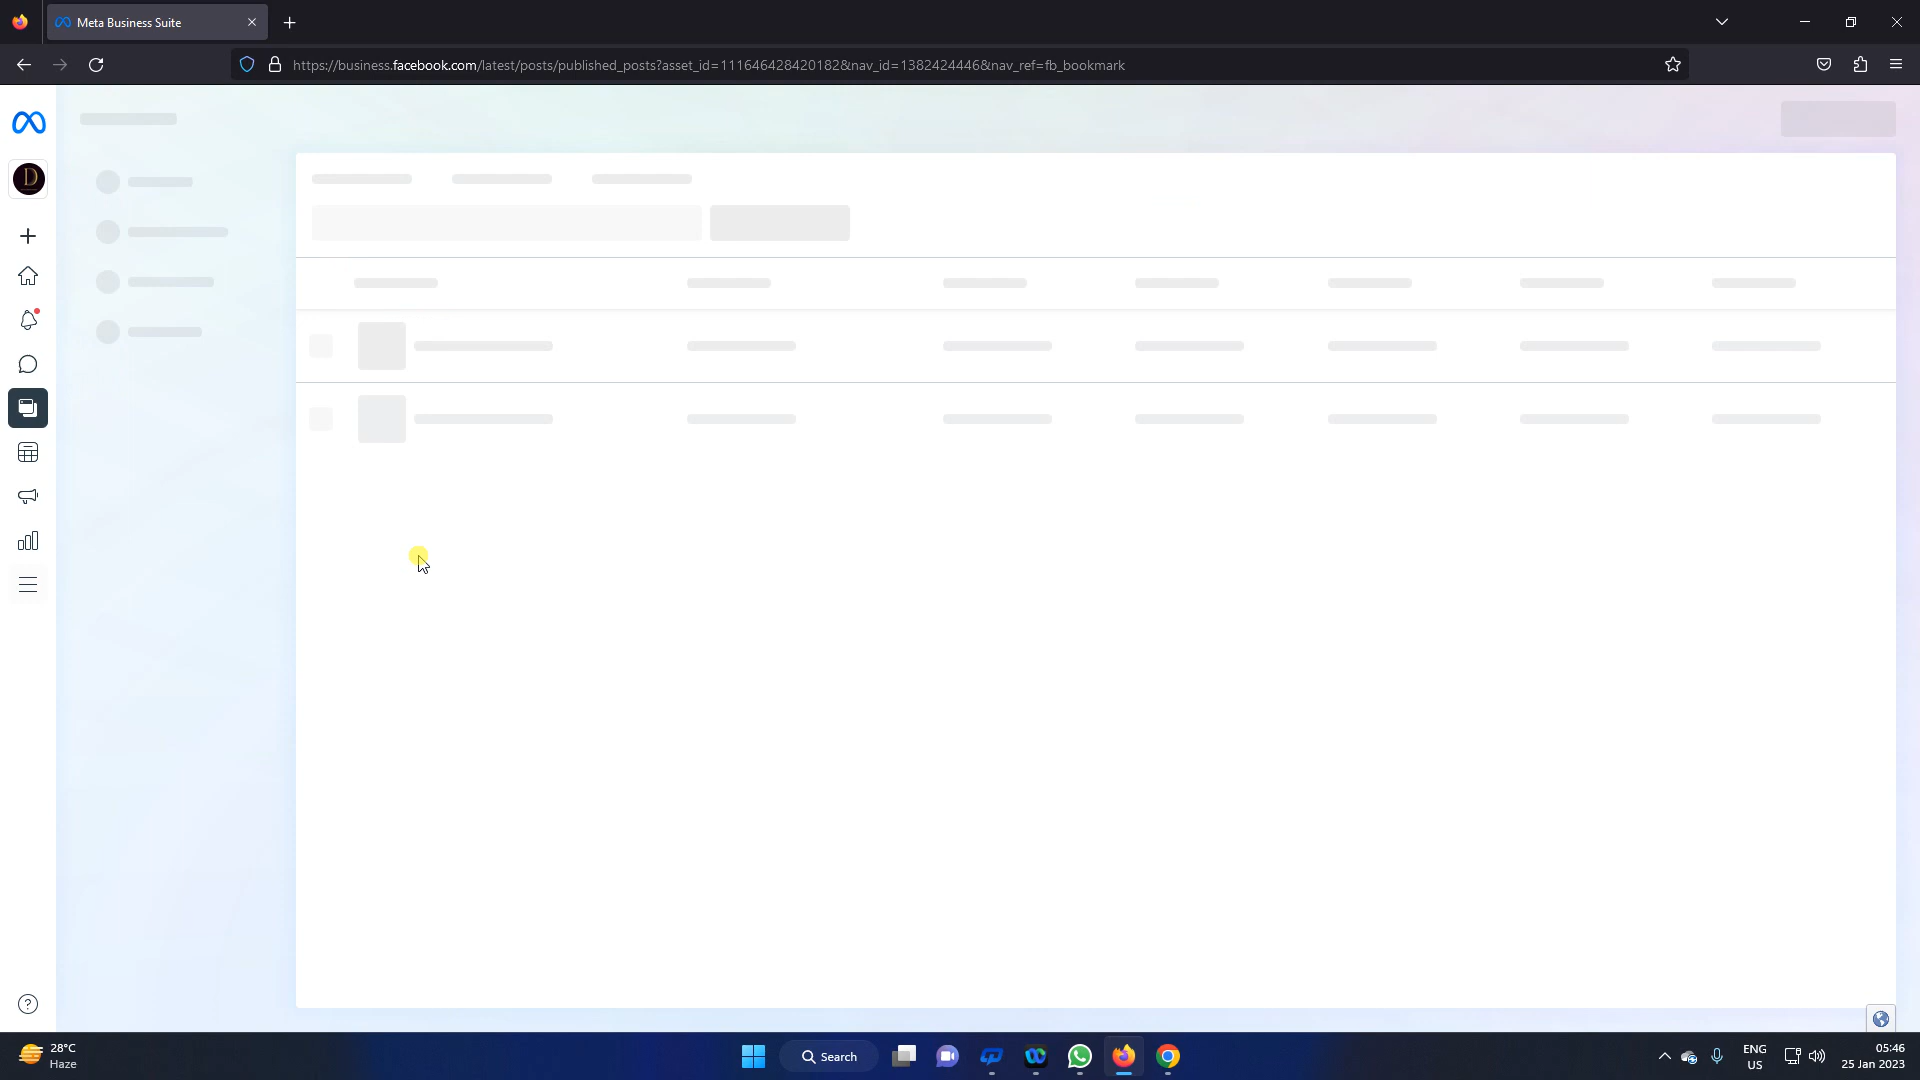 Meta Business Suite
https://business.facebook.com/latest/posts/published_posts?asset_id=111646428420182&nav_id=1382424446&nav_ref=fb_bookmark
D
28°C
Haze
Search
ENG
US
05:46
25 Jan 2023